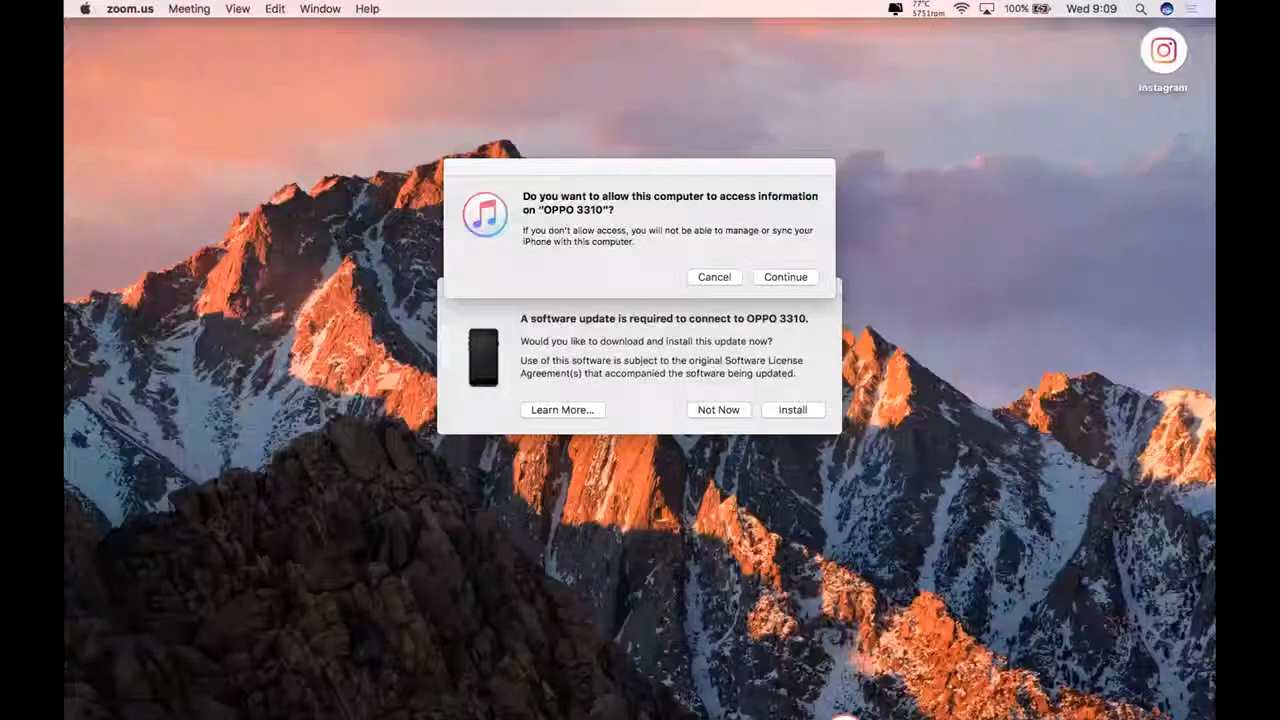 zoom.us Meeting View Edit Window Help
77°C
5751rpm
100%
Wed 9:09
Instagram
Do you want to allow this computer to access information
on “OPPO 3310”?
If you don't allow access, you will not be able to manage or sync your
iPhone with this computer.
Cancel
Continue
A software update is required to connect to OPPO 3310.
Would you like to download and install this update now?
Use of this software is subject to the original Software License
Agreement(s) that accompanied the software being updated.
Learn More...
Not Now
Install